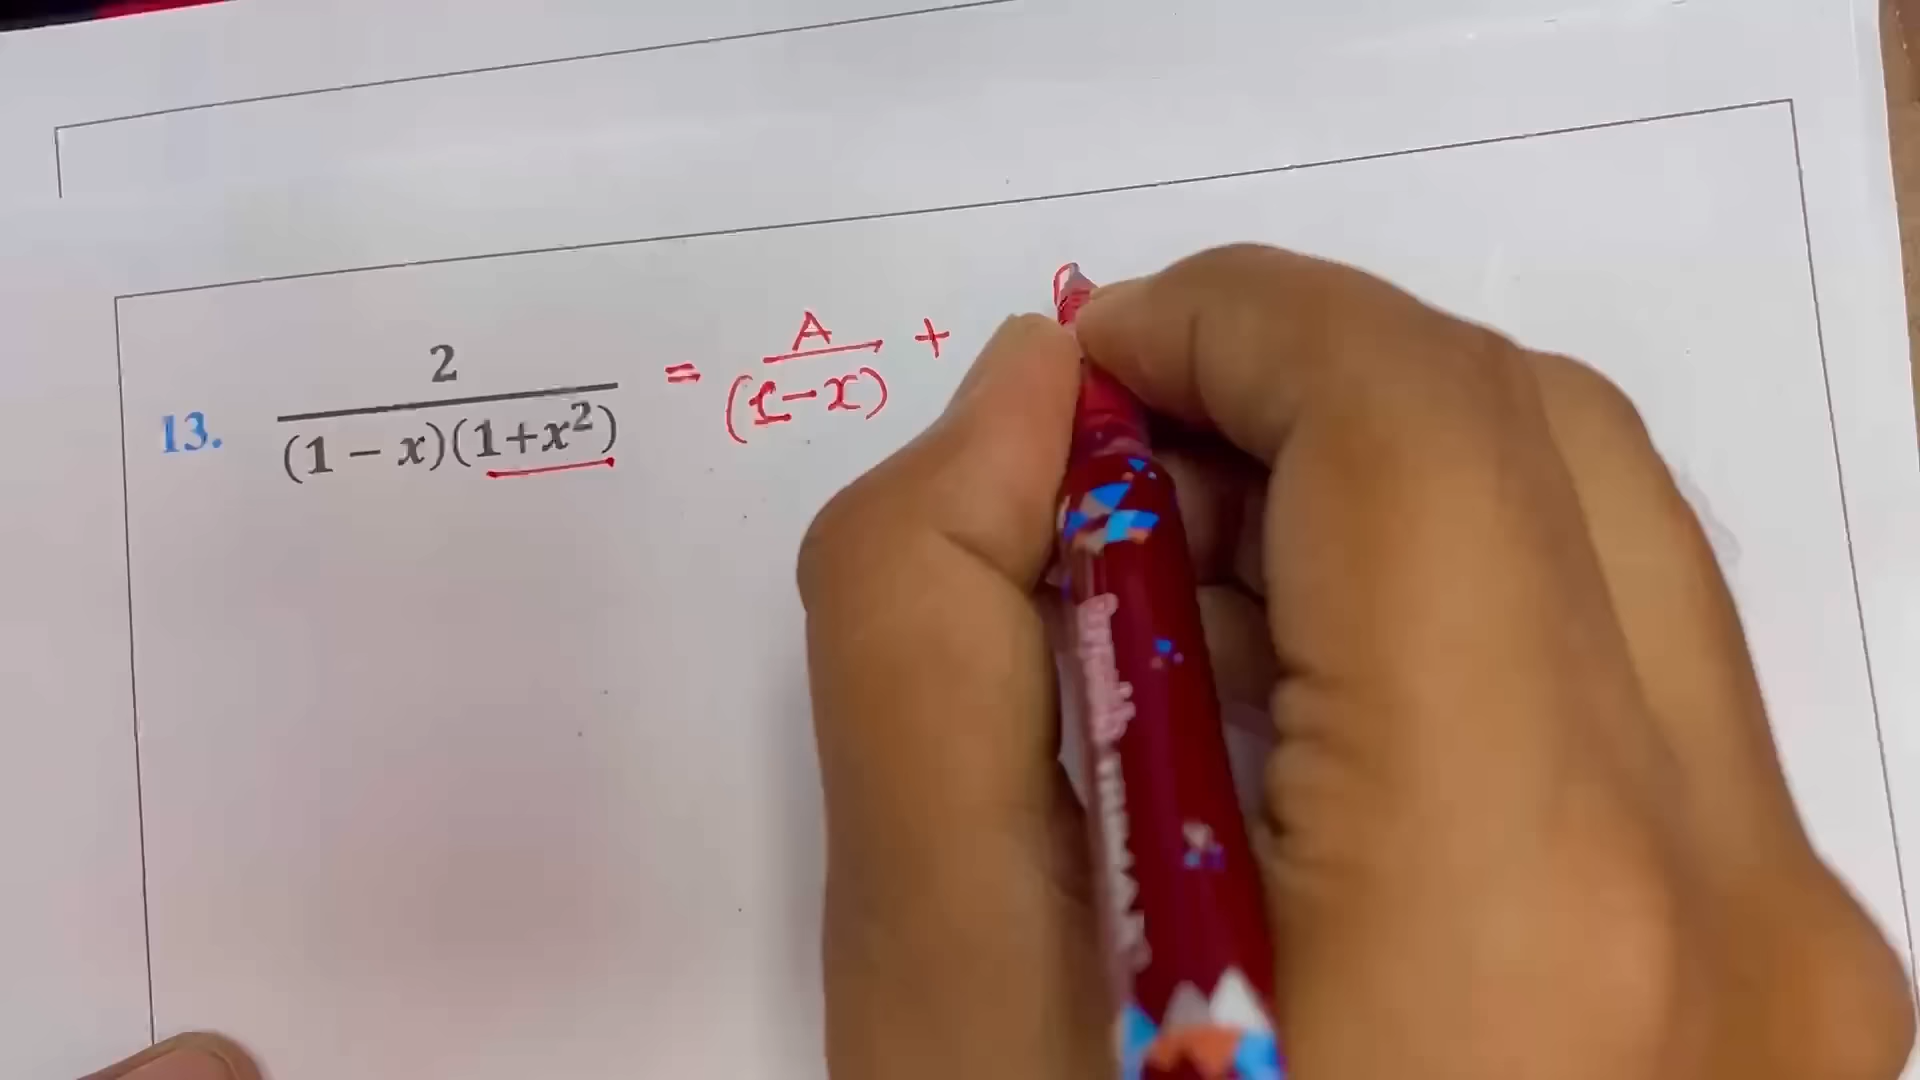 13. 2/((1 − x)(1+x²)) = A/((1−x)) +